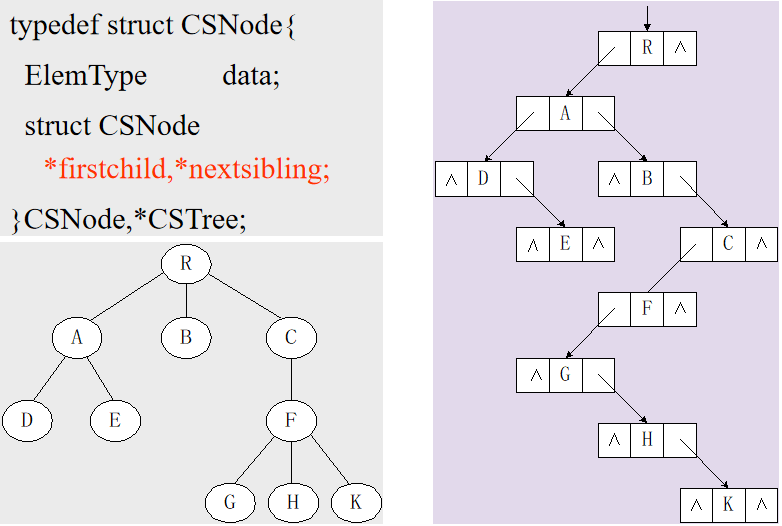 typedef struct CSNode{
ElemType data;
struct CSNode
*firstchild,*nextsibling;
}CSNode,*CSTree;
R
A B C
D E F
G H K
∧
R ∧
A
∧ D ∧ B
∧ E ∧ C ∧
F ∧
∧ G
∧ H
∧ K ∧